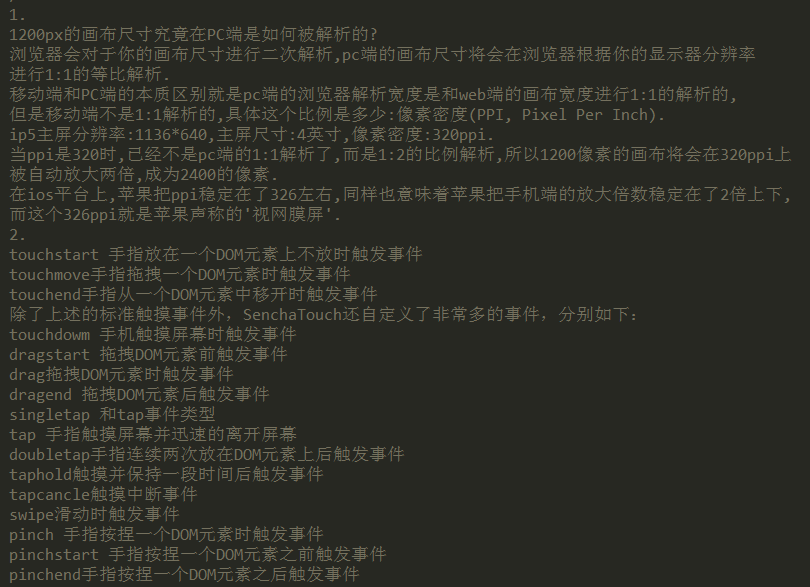 1.
1200px的画布尺寸究竟在PC端是如何被解析的?
浏览器会对于你的画布尺寸进行二次解析,pc端的画布尺寸将会在浏览器根据你的显示器分辨率
进行1:1的等比解析.
移动端和PC端的本质区别就是pc端的浏览器解析宽度是和web端的画布宽度进行1:1的解析的,
但是移动端不是1:1解析的,具体这个比例是多少:像素密度(PPI, Pixel Per Inch).
ip5主屏分辨率:1136*640,主屏尺寸:4英寸,像素密度:320ppi.
当ppi是320时,已经不是pc端的1:1解析了,而是1:2的比例解析,所以1200像素的画布将会在320ppi上
被自动放大两倍,成为2400的像素.
在ios平台上,苹果把ppi稳定在了326左右,同样也意味着苹果把手机端的放大倍数稳定在了2倍上下,
而这个326ppi就是苹果声称的'视网膜屏'.
2.
touchstart 手指放在一个DOM元素上不放时触发事件
touchmove手指拖拽一个DOM元素时触发事件
touchend手指从一个DOM元素中移开时触发事件
除了上述的标准触摸事件外，SenchaTouch还自定义了非常多的事件，分别如下：
touchdowm 手机触摸屏幕时触发事件
dragstart 拖拽DOM元素前触发事件
drag拖拽DOM元素时触发事件
dragend 拖拽DOM元素后触发事件
singletap 和tap事件类型
tap 手指触摸屏幕并迅速的离开屏幕
doubletap手指连续两次放在DOM元素上后触发事件
taphold触摸并保持一段时间后触发事件
tapcancle触摸中断事件
swipe滑动时触发事件
pinch 手指按捏一个DOM元素时触发事件
pinchstart 手指按捏一个DOM元素之前触发事件
pinchend手指按捏一个DOM元素之后触发事件